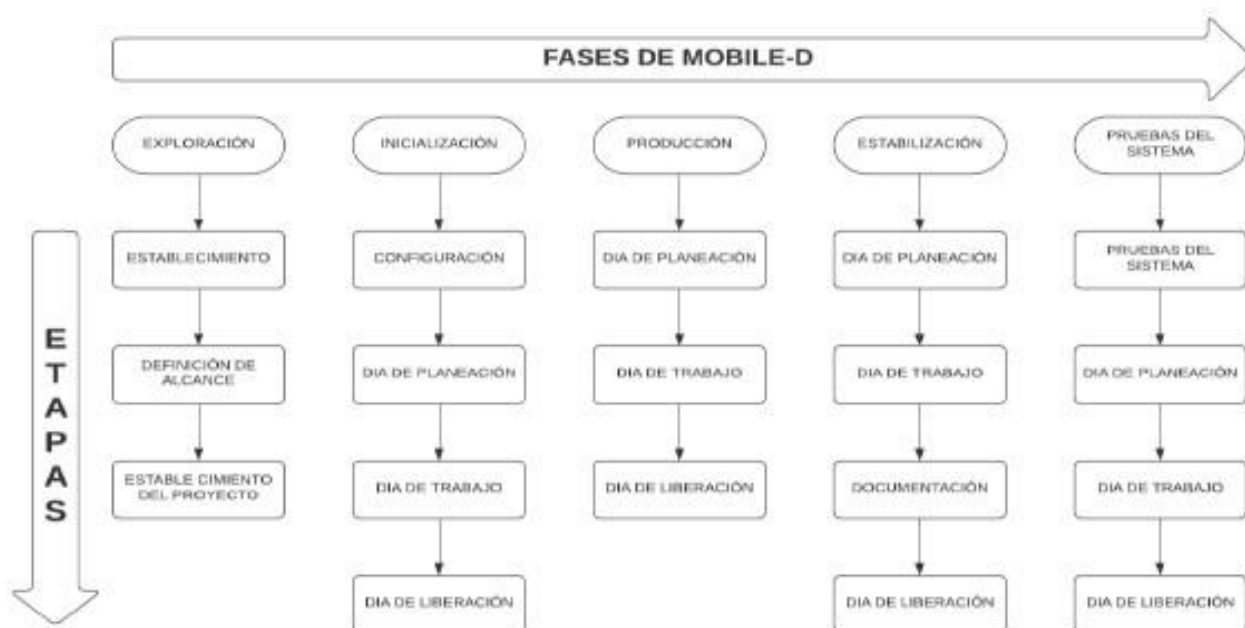 FASES DE MOBILE-D
EXPLORACIÓN
INICIALIZACIÓN
PRODUCCIÓN
ESTABILIZACIÓN
PRUEBAS DEL
SISTEMA
ETAPAS
ESTABLECIMIENTO
CONFIGURACIÓN
DIA DE PLANEACIÓN
DIA DE PLANEACIÓN
PRUEBAS DEL
SISTEMA
DEFINICIÓN DE
ALCANCE
DIA DE PLANEACIÓN
DIA DE TRABAJO
DIA DE TRABAJO
DIA DE PLANEACIÓN
ESTABLE CIMIENTO
DEL PROYECTO
DIA DE TRABAJO
DIA DE LIBERACIÓN
DOCUMENTACIÓN
DIA DE TRABAJO
DIA DE LIBERACIÓN
DIA DE LIBERACIÓN
DIA DE LIBERACIÓN